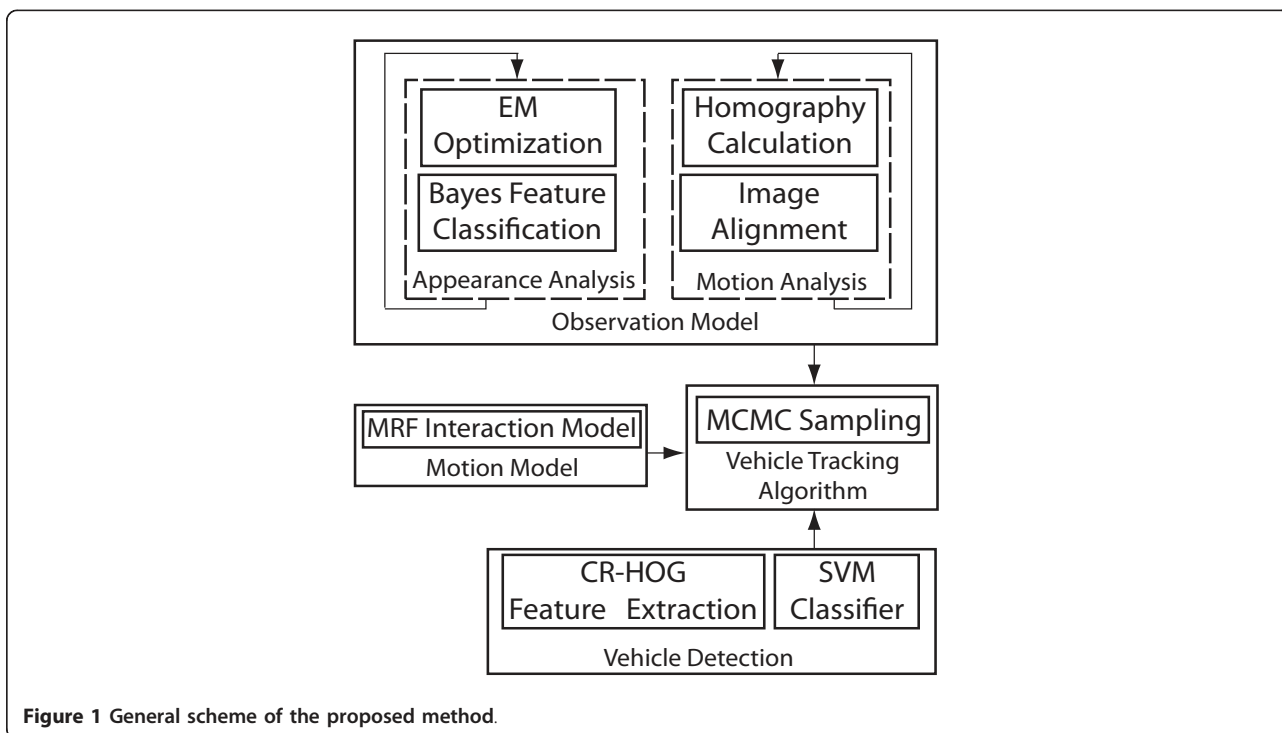 EM
Optimization
Bayes Feature
Classification
Appearance Analysis
Homography
Calculation
Image
Alignment
Motion Analysis
Observation Model
MRF Interaction Model
Motion Model
MCMC Sampling
Vehicle Tracking
Algorithm
CR-HOG
Feature Extraction
SVM
Classifier
Vehicle Detection
Figure 1 General scheme of the proposed method.